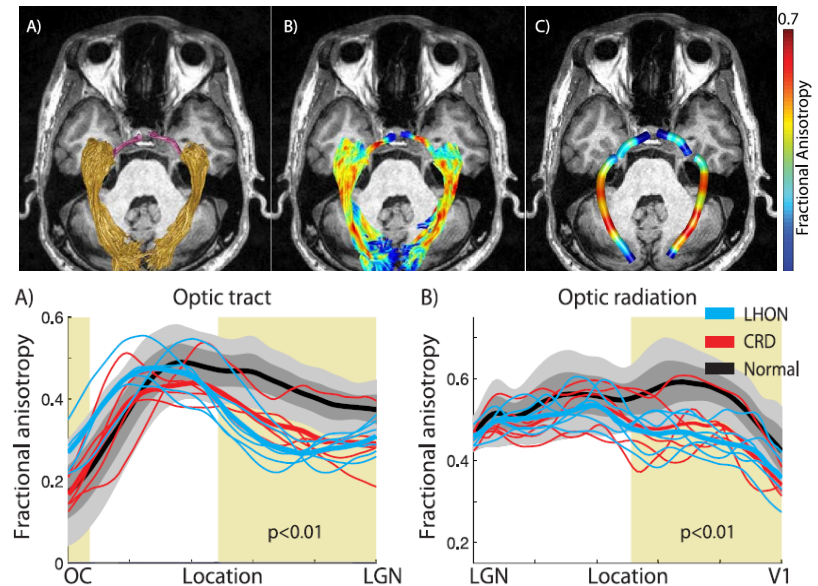 A)
B)
C)
0.7
Fractional Anisotropy
A)
Optic tract
B)
Optic radiation
LHON
CRD
Normal
Fractional anisotropy
0.6
0.4
0.2
0
p<0.01
OC
Location
LGN
Fractional anisotropy
0.6
0.4
0.2
p<0.01
LGN
Location
V1